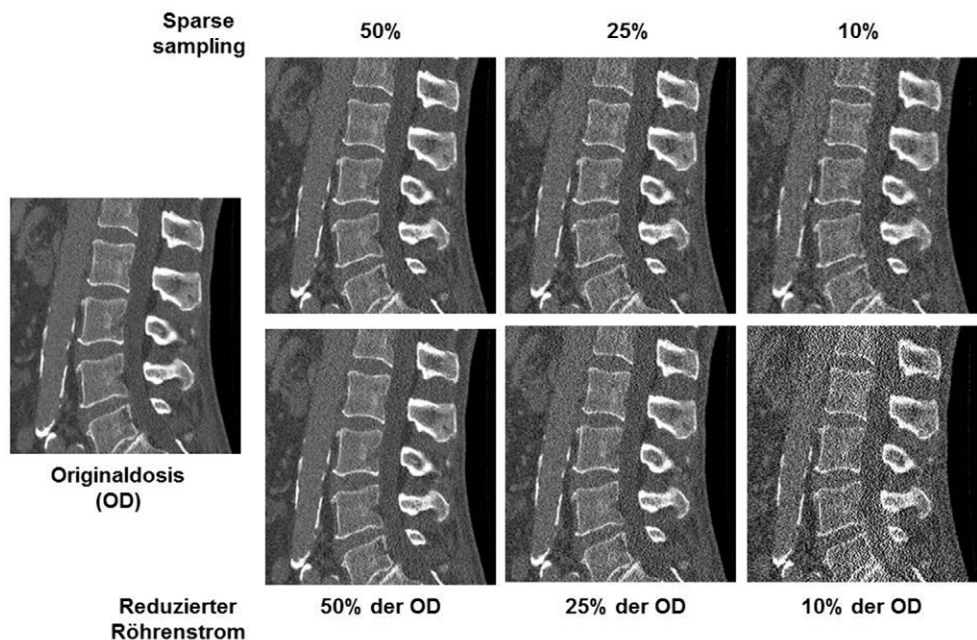 Sparse
sampling
50%
25%
10%
Originaldosis
(OD)
Reduzierter
Röhrenstrom
50% der OD
25% der OD
10% der OD